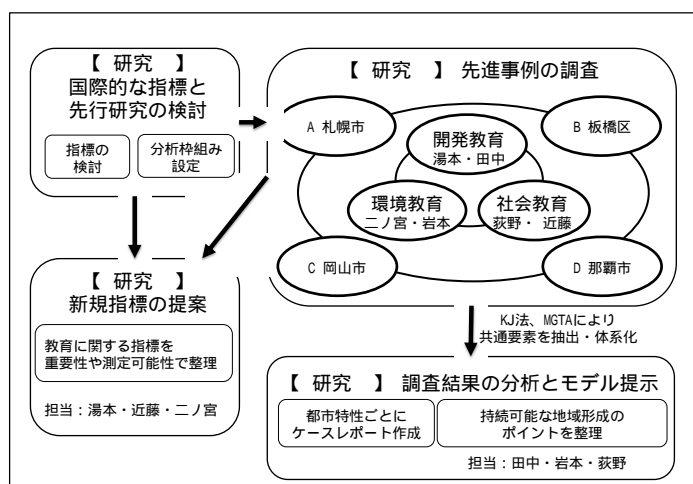 【 研究 】
国際的な指標と
先行研究の検討
指標の
検討
分析枠組み
設定
【 研究 】 先進事例の調査
A 札幌市
B 板橋区
開発教育
湯本・田中
環境教育
二ノ宮・岩本
社会教育
荻野・ 近藤
C 岡山市
D 那覇市
【 研究 】
新規指標の提案
教育に関する指標を
重要性や測定可能性で整理
担当：湯本・近藤・二ノ宮
KJ法、MGTAにより
共通要素を抽出・体系化
【 研究 】 調査結果の分析とモデル提示
都市特性ごとに
ケースレポート作成
持続可能な地域形成の
ポイントを整理
担当：田中・岩本・荻野